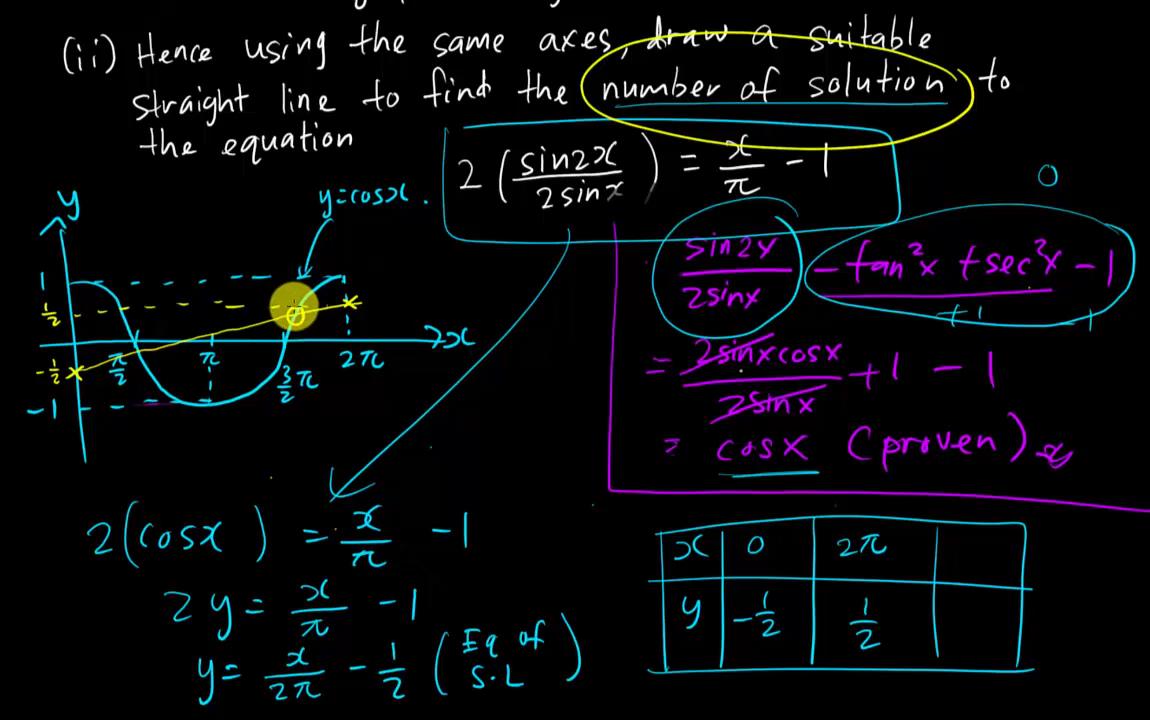 (ii) Hence using the same axes, draw a suitable
straight line to find the number of solution to
the equation
2 (sin2x / 2sinx) = x/π - 1
0
y
y=cosx.
1
1/2
-1/2
-1
π/2
π
3/2 π
2π
x
sin2x / 2sinx - tan²x + sec²x - 1
+1
= 2sinxcosx / 2sinx + 1 - 1
= cosx (proven)
2(cosx) = x/π - 1
2y = x/π - 1
y = x/2π - 1/2 (Eq of S.L)
x 0 2π
y -1/2 1/2